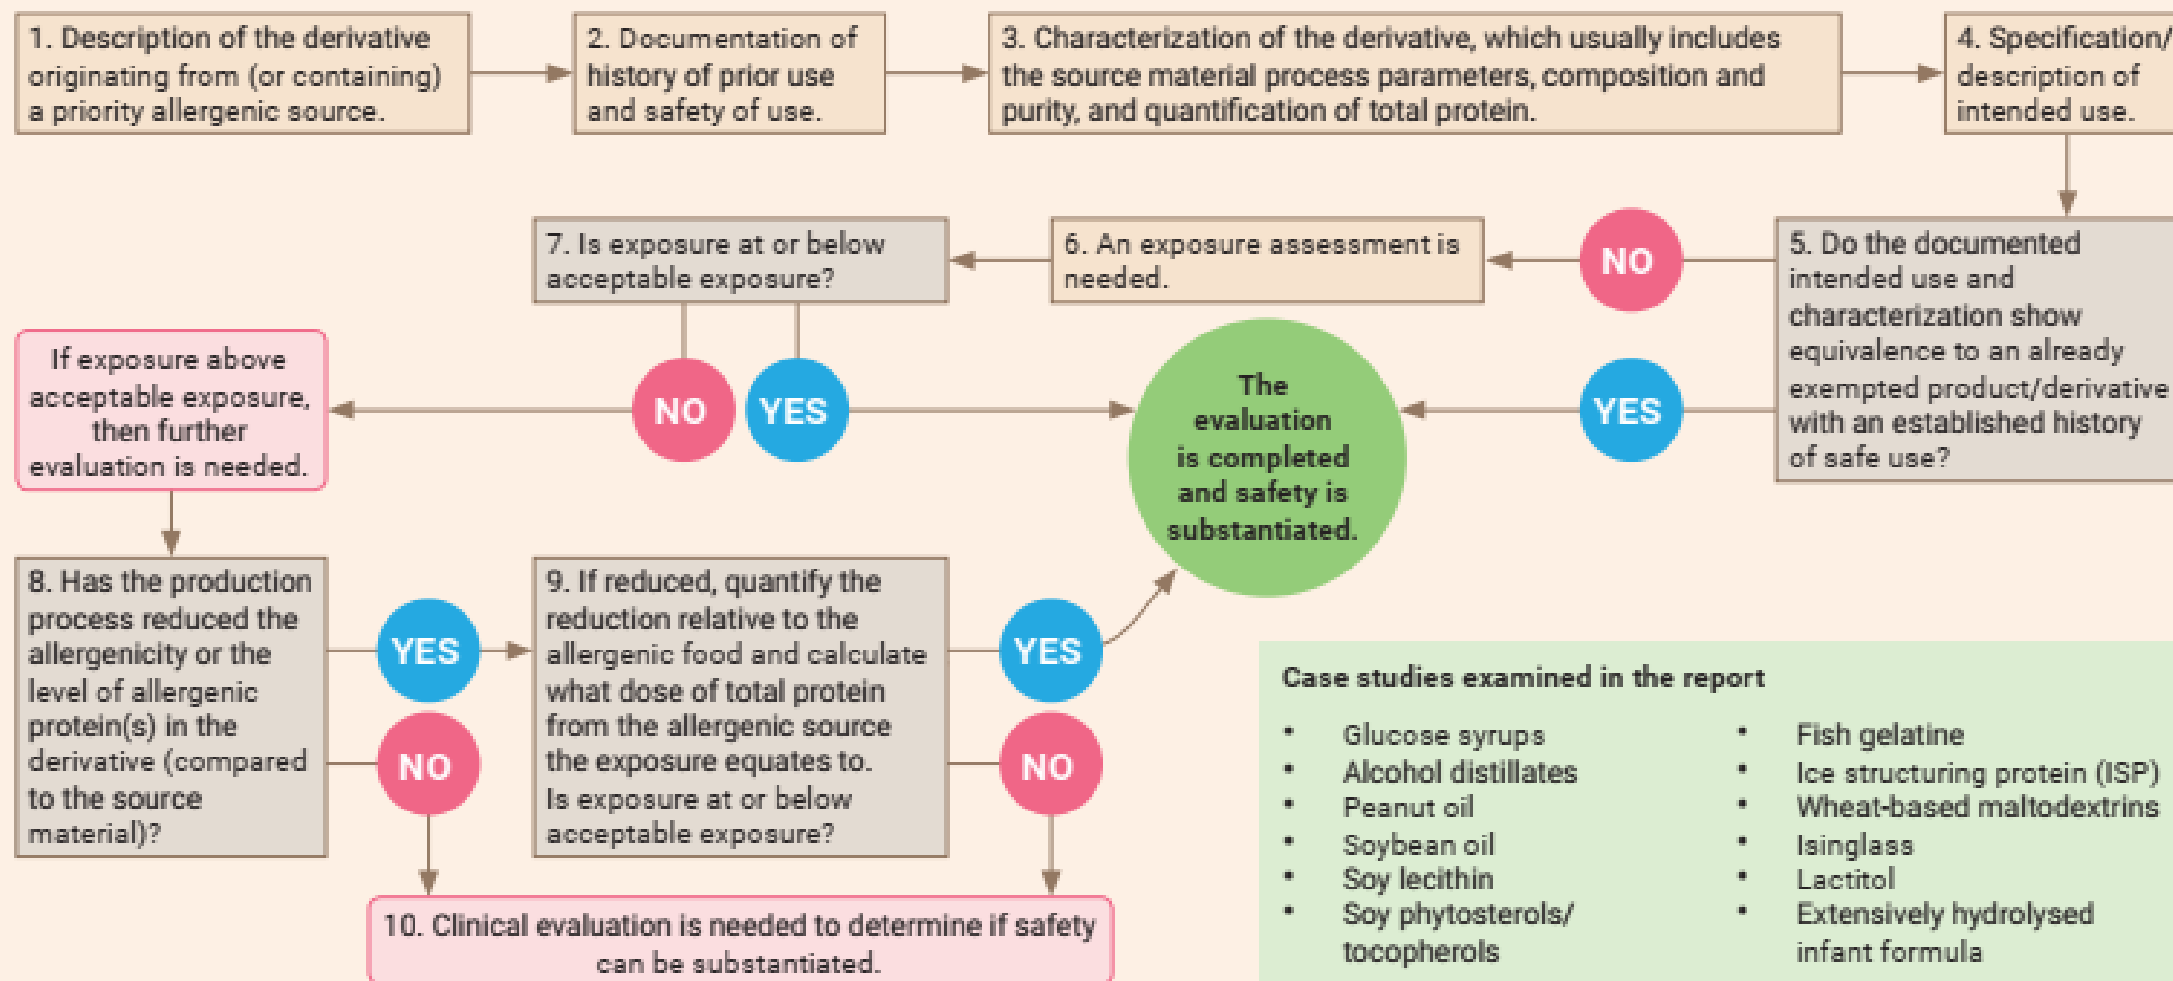 1. Description of the derivative
originating from (or containing)
a priority allergenic source.
2. Documentation of
history of prior use
and safety of use.
3. Characterization of the derivative, which usually includes
the source material process parameters, composition and
purity, and quantification of total protein.
4. Specification/
description of
intended use.
5. Do the documented
intended use and
characterization show
equivalence to an already
exempted product/derivative
with an established history
of safe use?
NO
YES
6. An exposure assessment is
needed.
7. Is exposure at or below
acceptable exposure?
NO
YES
The
evaluation
is completed
and safety is
substantiated.
If exposure above
acceptable exposure,
then further
evaluation is needed.
8. Has the production
process reduced the
allergenicity or the
level of allergenic
protein(s) in the
derivative (compared
to the source
material)?
YES
NO
9. If reduced, quantify the
reduction relative to the
allergenic food and calculate
what dose of total protein
from the allergenic source
the exposure equates to.
Is exposure at or below
acceptable exposure?
YES
NO
10. Clinical evaluation is needed to determine if safety
can be substantiated.
Case studies examined in the report
• Glucose syrups
• Alcohol distillates
• Peanut oil
• Soybean oil
• Soy lecithin
• Soy phytosterols/
tocopherols
• Fish gelatine
• Ice structuring protein (ISP)
• Wheat-based maltodextrins
• Isinglass
• Lactitol
• Extensively hydrolysed
infant formula